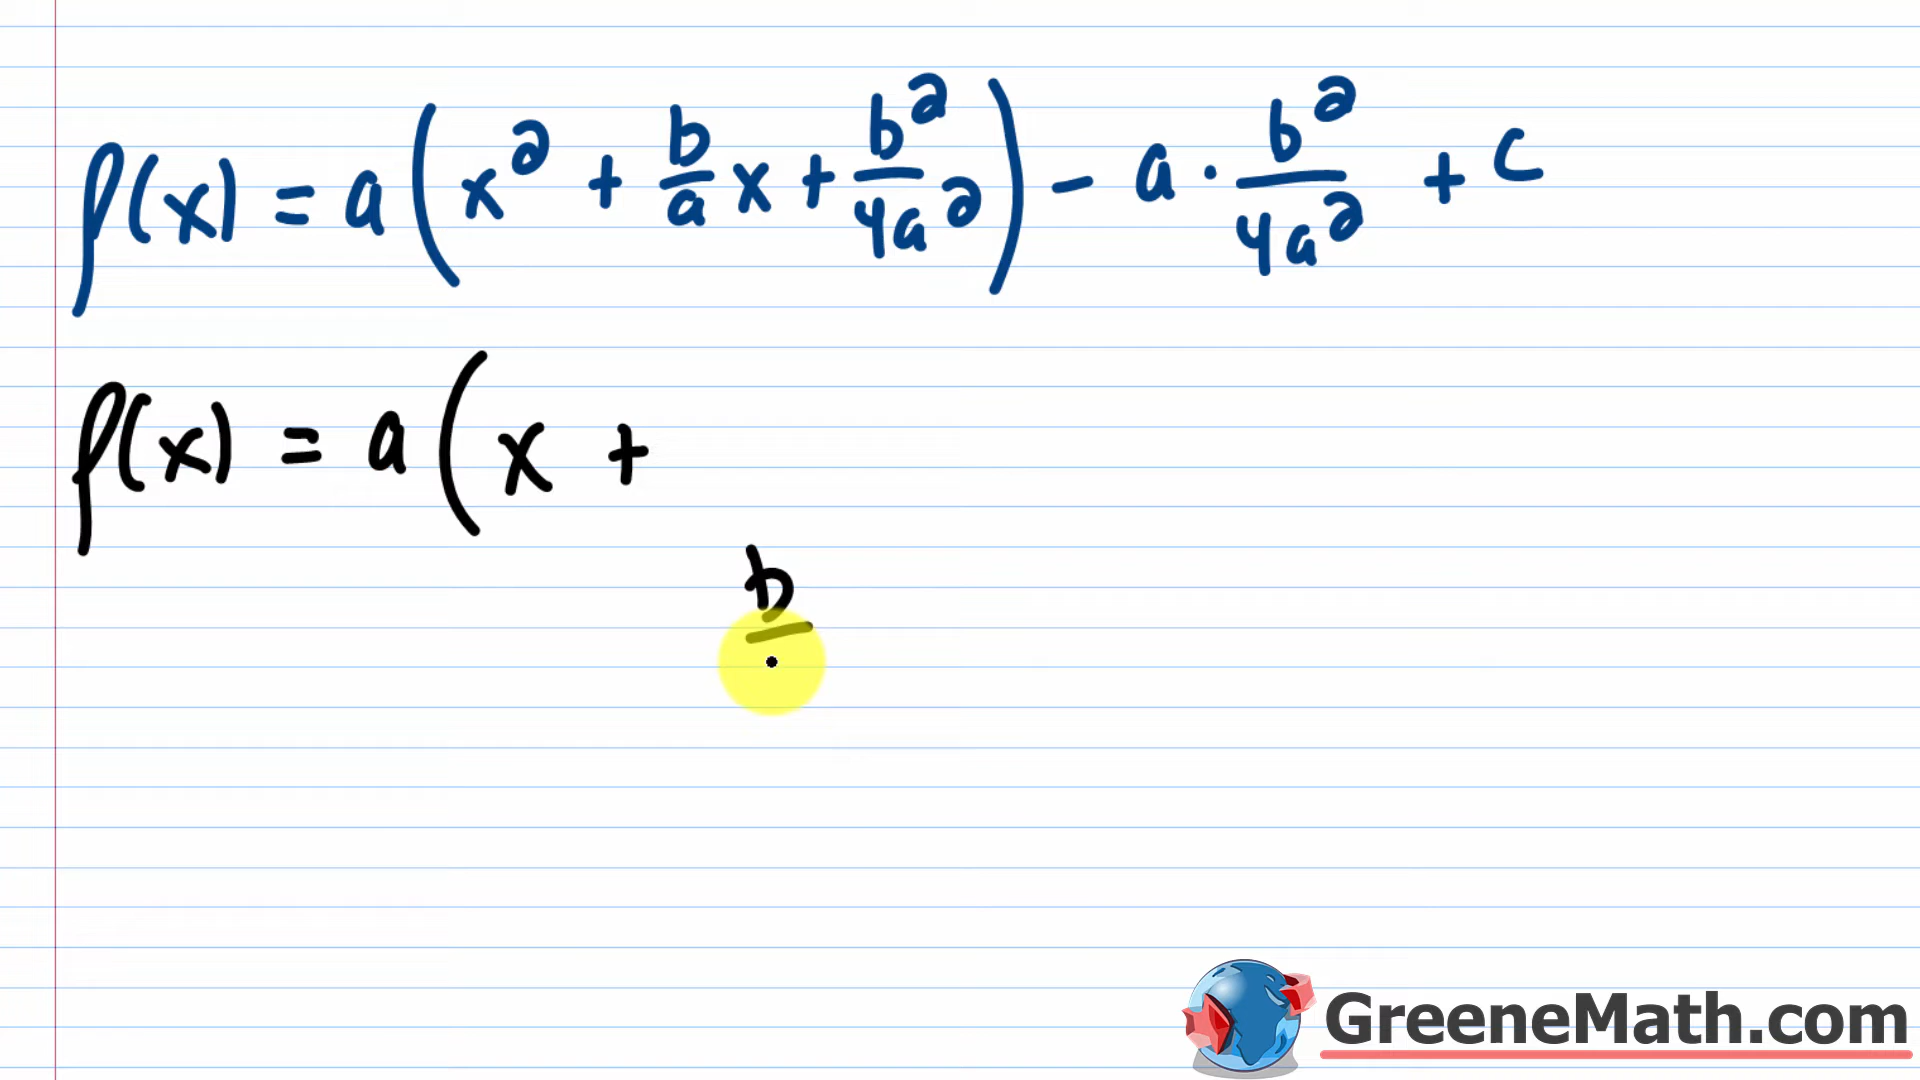 f(x) = a(x² + b/a x + b²/4a²) - a · b²/4a² + c
f(x) = a(x +
b
GreeneMath.com